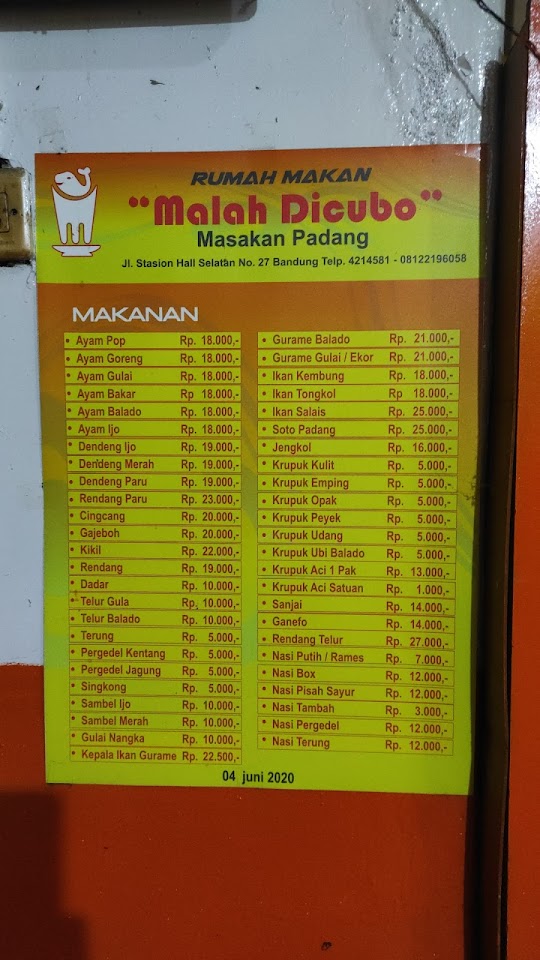 RUMAH MAKAN
"Malah Dicubo"
Masakan Padang
Jl. Stasion Hall Selatan No. 27 Bandung Telp. 4214581 - 08122196058
MAKANAN
• Ayam Pop Rp. 18.000,-
• Ayam Goreng Rp. 18.000,-
• Ayam Gulai Rp. 18.000,-
• Ayam Bakar Rp 18.000,-
• Ayam Balado Rp. 18.000,-
• Ayam Ijo Rp. 18.000,-
• Dendeng Ijo Rp. 19.000,-
• Dendeng Merah Rp. 19.000,-
• Dendeng Paru Rp. 19.000,-
• Rendang Paru Rp. 23.000,-
• Cingcang Rp. 20.000,-
• Gajeboh Rp. 20.000,-
• Kikil Rp. 22.000,-
• Rendang Rp. 19.000,-
• Dadar Rp. 10.000,-
• Telur Gula Rp. 10.000,-
• Telur Balado Rp. 10.000,-
• Terung Rp. 5.000,-
• Pergedel Kentang Rp. 5.000,-
• Pergedel Jagung Rp. 5.000,-
• Singkong Rp. 5.000,-
• Sambel Ijo Rp. 10.000,-
• Sambel Merah Rp. 10.000,-
• Gulai Nangka Rp. 10.000,-
• Kepala Ikan Gurame Rp. 22.500,-
• Gurame Balado Rp. 21.000,-
• Gurame Gulai / Ekor Rp. 21.000,-
• Ikan Kembung Rp. 18.000,-
• Ikan Tongkol Rp 18.000,-
• Ikan Salais Rp. 25.000,-
• Soto Padang Rp. 25.000,-
• Jengkol Rp. 16.000,-
• Krupuk Kulit Rp. 5.000,-
• Krupuk Emping Rp. 5.000,-
• Krupuk Opak Rp. 5.000,-
• Krupuk Peyek Rp. 5.000,-
• Krupuk Udang Rp. 5.000,-
• Krupuk Ubi Balado Rp. 5.000,-
• Krupuk Aci 1 Pak Rp. 13.000,-
• Krupuk Aci Satuan Rp. 1.000,-
• Sanjai Rp. 14.000,-
• Ganefo Rp. 14.000,-
• Rendang Telur Rp. 27.000,-
• Nasi Putih / Rames Rp. 7.000,-
• Nasi Box Rp. 12.000,-
• Nasi Pisah Sayur Rp. 12.000,-
• Nasi Tambah Rp. 3.000,-
• Nasi Pergedel Rp. 12.000,-
• Nasi Terung Rp. 12.000,-
04 juni 2020